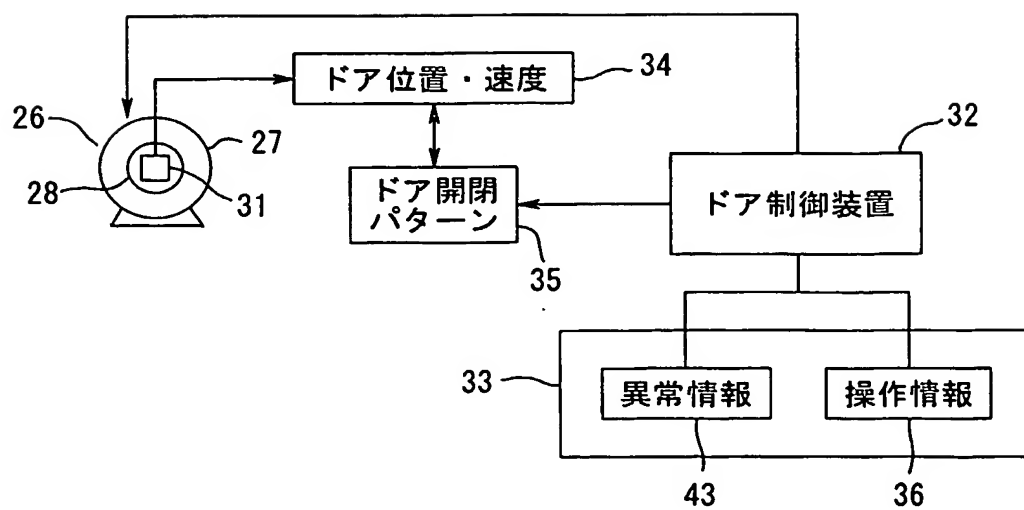 ドア位置・速度
34
26
27
28
31
ドア開閉
パターン
35
32
ドア制御装置
33
異常情報
操作情報
43
36